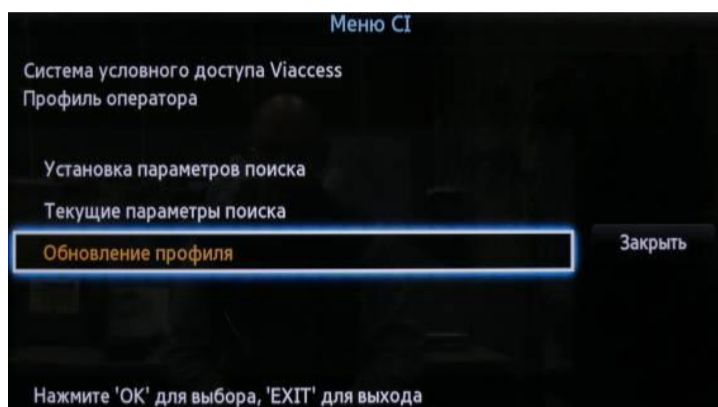 Меню CI
Система условного доступа Viaccess
Профиль оператора
Установка параметров поиска
Текущие параметры поиска
Обновление профиля
Закрыть
Нажмите 'OK' для выбора, 'EXIT' для выхода